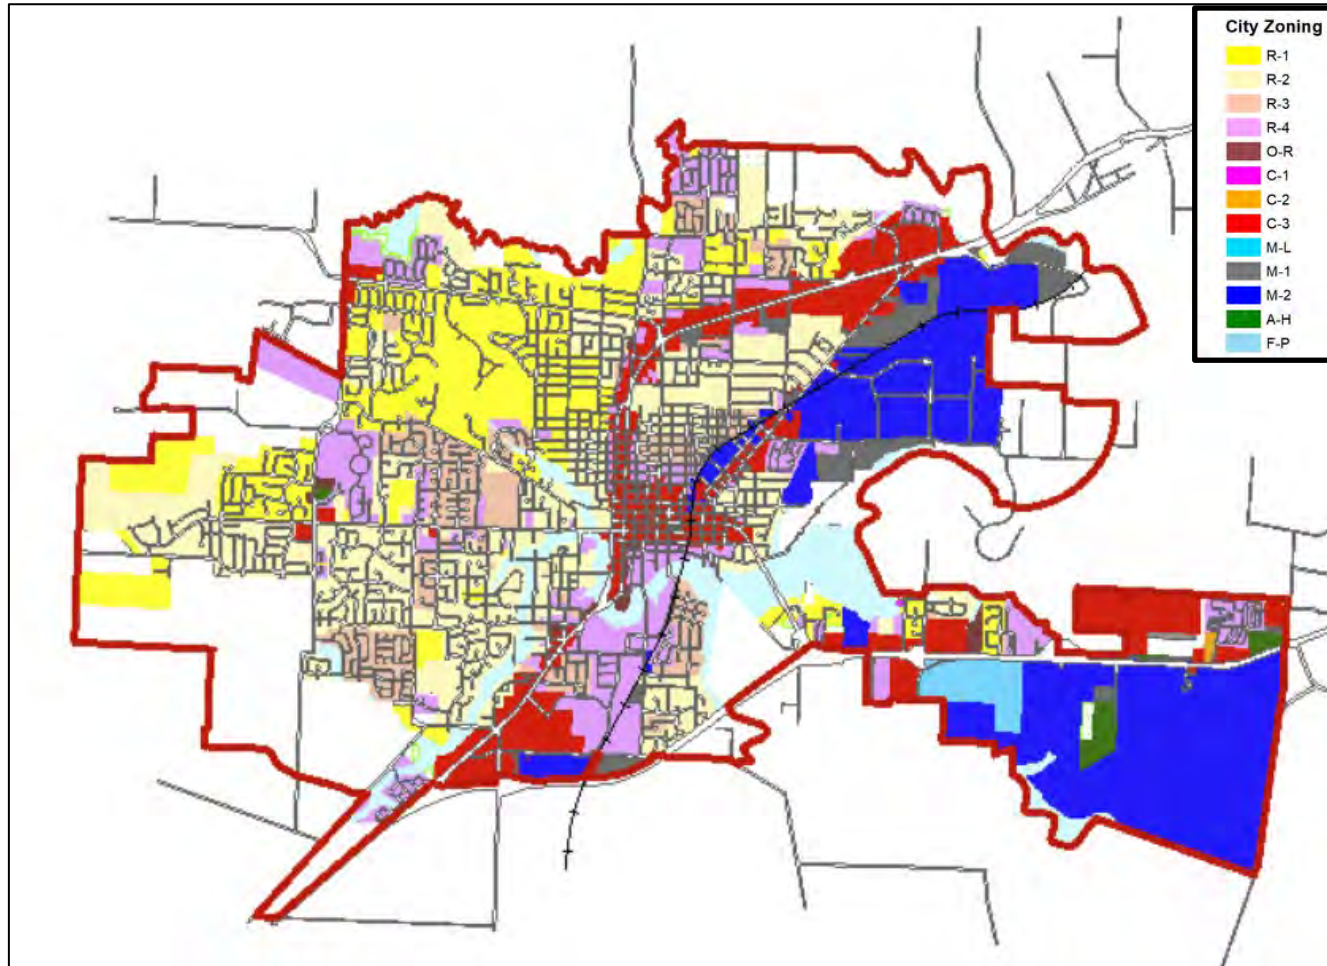 City Zoning
R-1
R-2
R-3
R-4
O-R
C-1
C-2
C-3
M-L
M-1
M-2
A-H
F-P